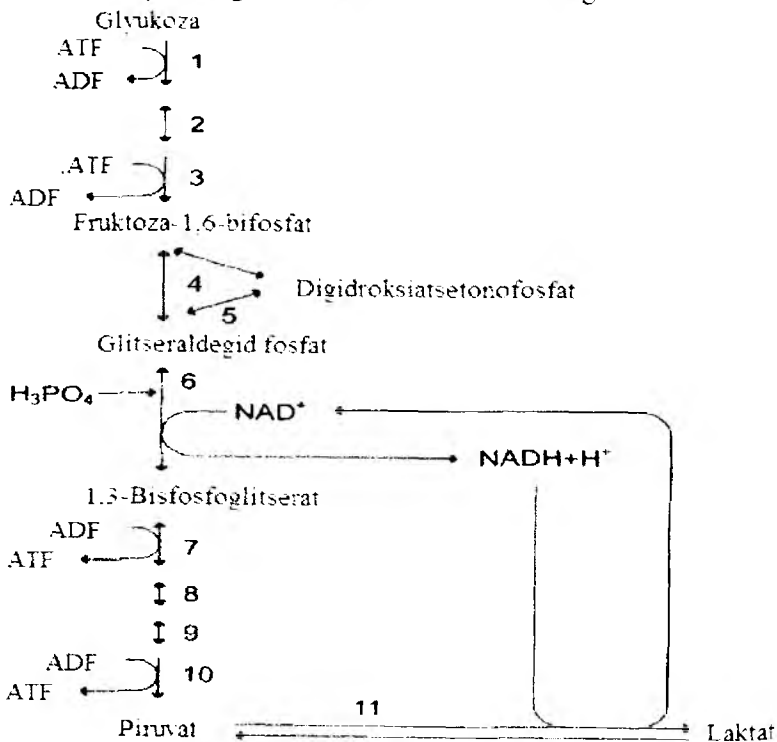 Glyukoza
ATF
ADF
1
2
ATF
ADF
3
Fruktoza-1,6-bifosfat
4
Digidroksiatsetonofosfat
5
Glitseraldegid fosfat
6
H₃PO₄
NAD⁺
NADH+H⁺
1.3-Bisfosfoglitserat
ADF
ATF
7
8
9
ADF
ATF
10
11
Piruvat
Laktat